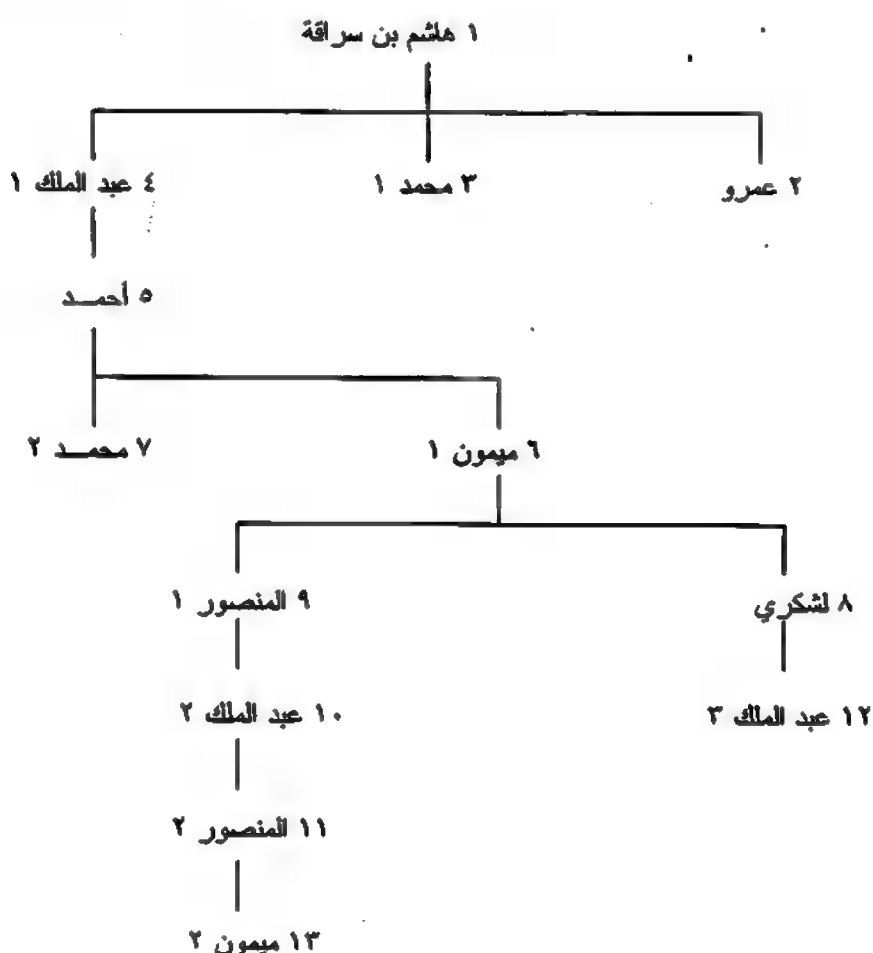 ١ هاشم بن سراقة
٢ عمرو
٣ محمد ١
٤ عبد الملك ١
٥ أحمـــد
٦ ميمون ١
٧ محمـــد ٢
٨ لشكري
٩ المنصور ١
١٢ عبد الملك ٣
١٠ عبد الملك ٢
١١ المنصور ٢
١٣ ميمون ٢